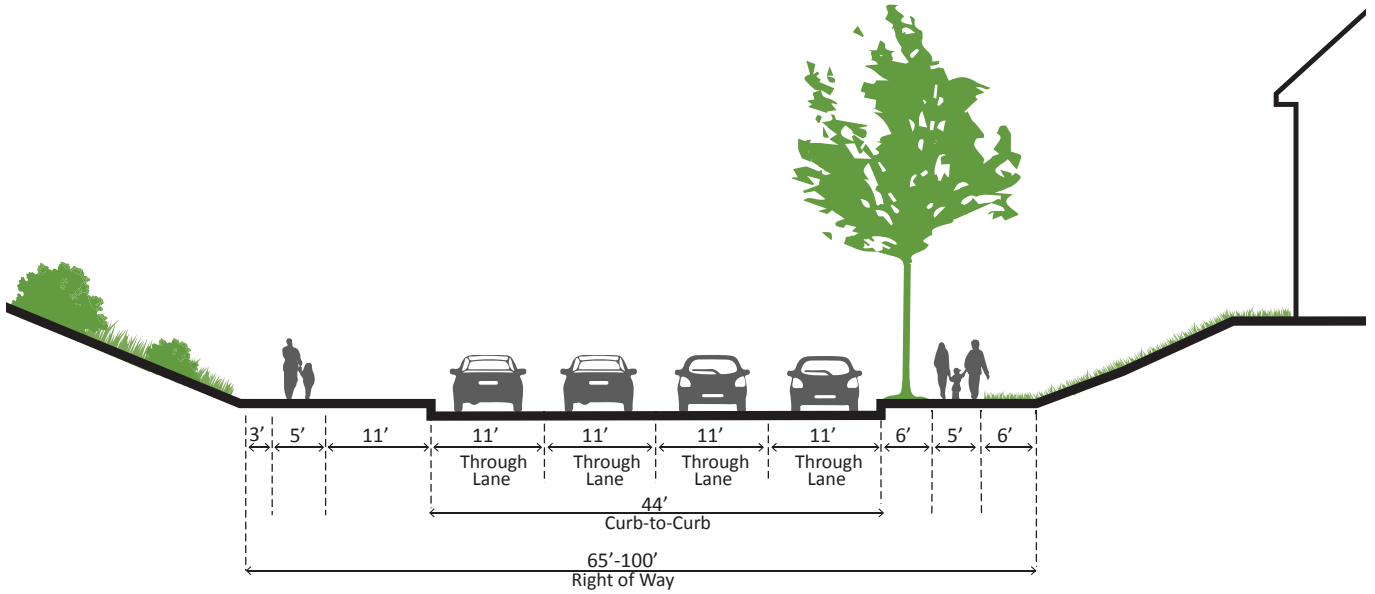 3’ 5’ 11’ 11’ 11’ 11’ 11’ 6’ 5’ 6’
Through Through Through Through
Lane Lane Lane Lane
44’
Curb-to-Curb
65’-100’
Right of Way